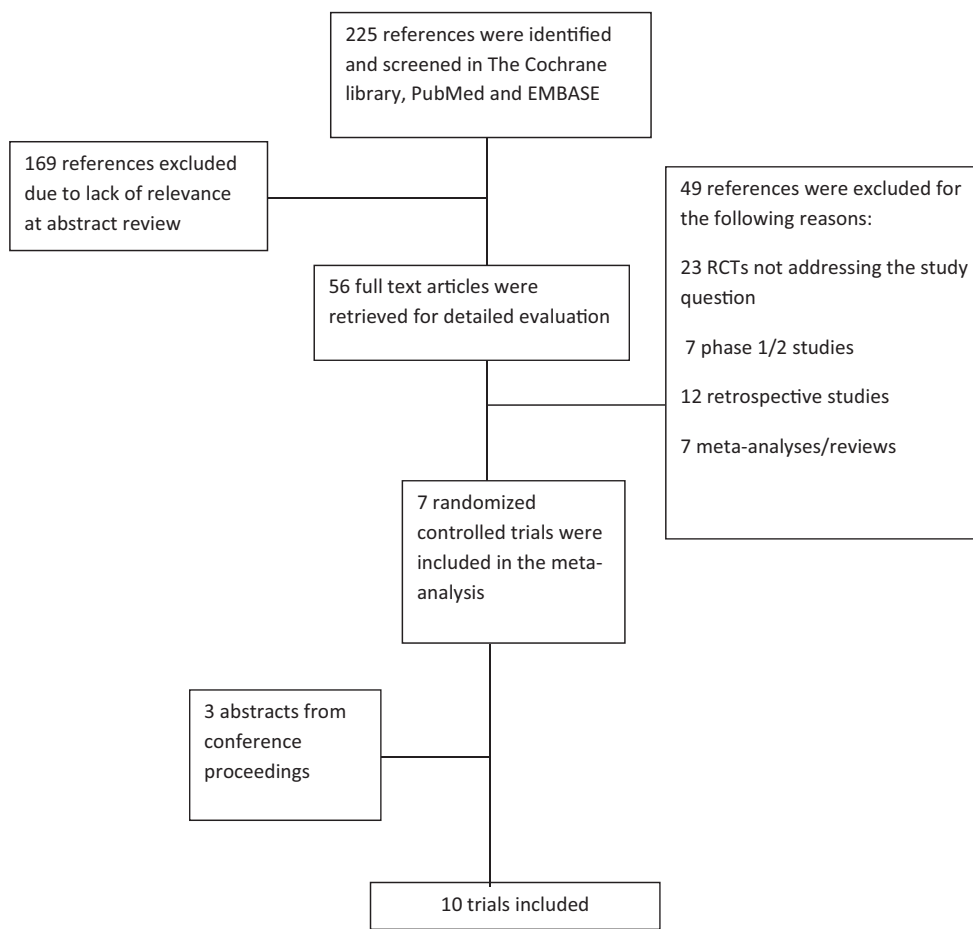 225 references were identified
and screened in The Cochrane
library, PubMed and EMBASE
169 references excluded
due to lack of relevance
at abstract review
49 references were excluded for
the following reasons:
23 RCTs not addressing the study
question
7 phase 1/2 studies
12 retrospective studies
7 meta-analyses/reviews
56 full text articles were
retrieved for detailed evaluation
7 randomized
controlled trials were
included in the meta-
analysis
3 abstracts from
conference
proceedings
10 trials included